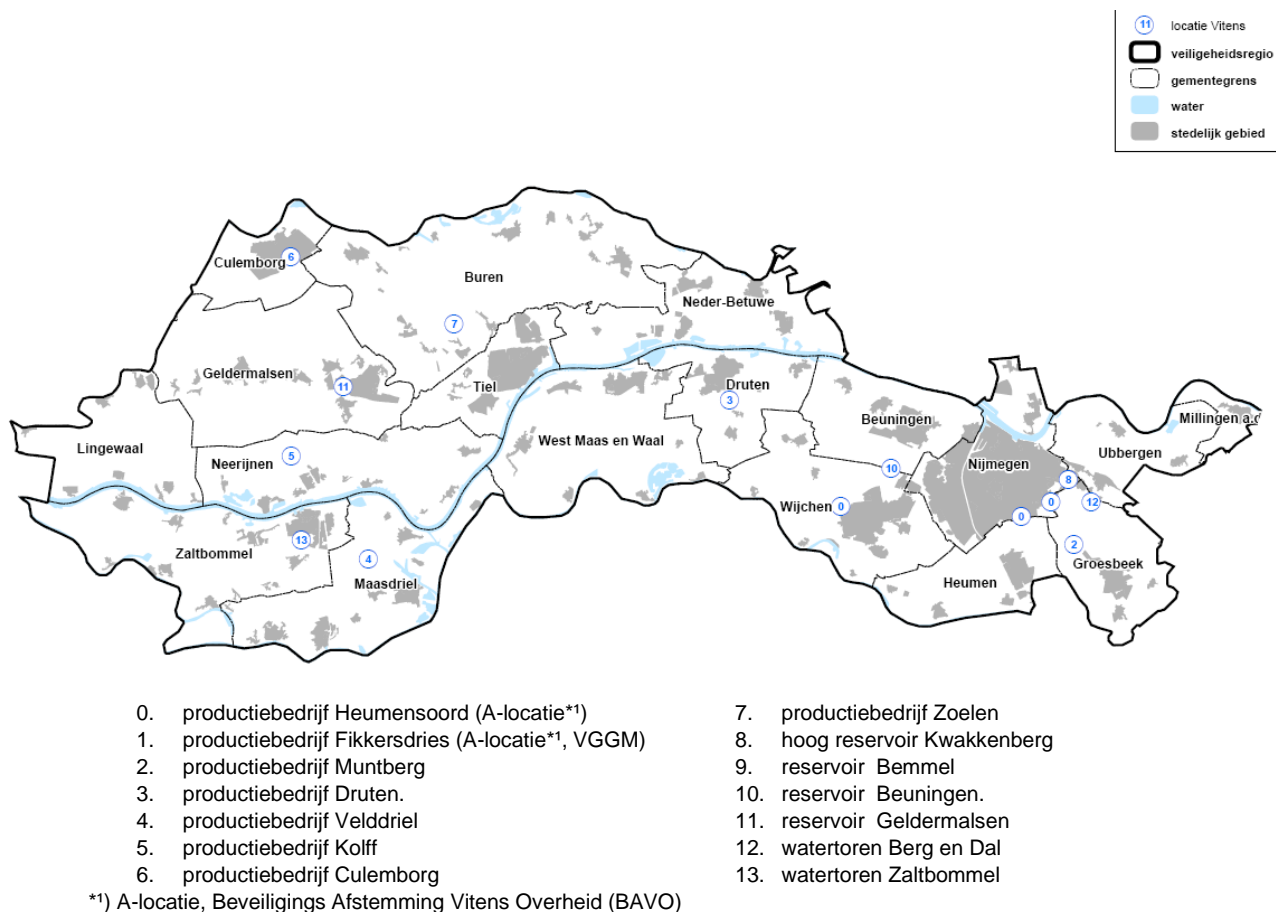 11 locatie Vitens
veiligeheidsregio
gementegrens
water
stedelijk gebied
Culemborg 6
Buren
Neder-Betuwe
7
Geldermalsen
11
Tiel
Druten
3
Beuningen
Millingen a.d
Lingewaal
Neerijnen
5
West Maas en Waal
Ubbergen
Nijmegen
10
8
Wijchen
0
0
12
0
Zaltbommel
13
4
Maasdriel
2
Groesbeek
Heumen
0. productiebedrijf Heumensoord (A-locatie*¹)
1. productiebedrijf Fikkersdries (A-locatie*¹, VGGM)
2. productiebedrijf Muntberg
3. productiebedrijf Druten.
4. productiebedrijf Velddriel
5. productiebedrijf Kolff
6. productiebedrijf Culemborg
7. productiebedrijf Zoelen
8. hoog reservoir Kwakkenberg
9. reservoir Bemmel
10. reservoir Beuningen.
11. reservoir Geldermalsen
12. watertoren Berg en Dal
13. watertoren Zaltbommel
*¹) A-locatie, Beveiligings Afstemming Vitens Overheid (BAVO)